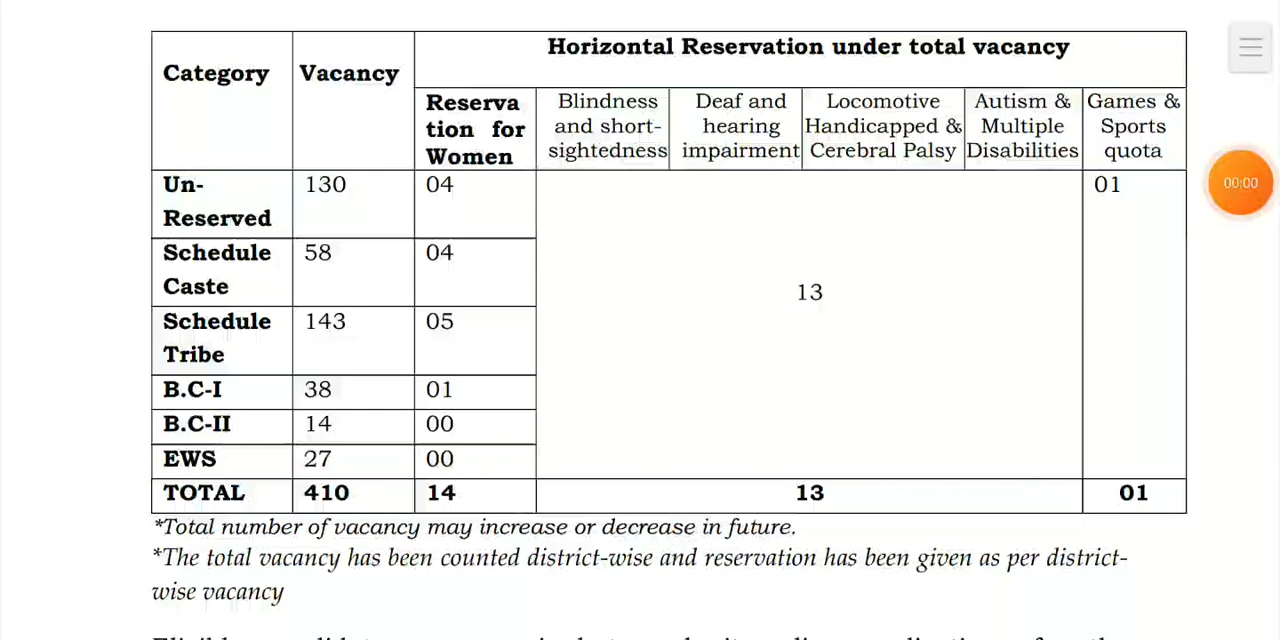 Horizontal Reservation under total vacancy
Category Vacancy
Reserva
tion for
Women
Blindness
and short-
sightedness
Deaf and
hearing
impairment
Locomotive
Handicapped &
Cerebral Palsy
Autism &
Multiple
Disabilities
Games &
Sports
quota
00:00
Un-
Reserved 130 04 01
Schedule
Caste 58 04
13
Schedule
Tribe 143 05
B.C-I 38 01
B.C-II 14 00
EWS 27 00
TOTAL 410 14 13 01
*Total number of vacancy may increase or decrease in future.
*The total vacancy has been counted district-wise and reservation has been given as per district-
wise vacancy